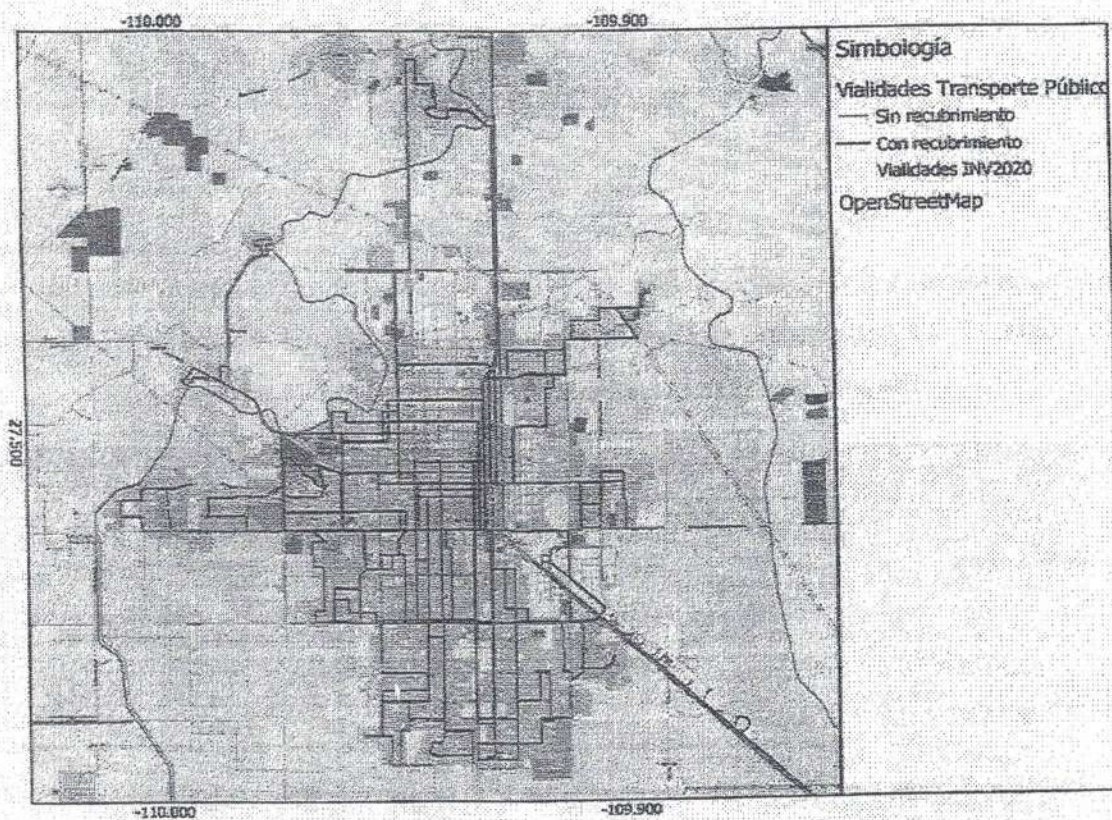 -110.000
-109.900
Simbología
Vialidades Transporte Público
Sin recubrimiento
Con recubrimiento
Vialidades INV2020
OpenStreetMap
27.500
-110.000
-109.900